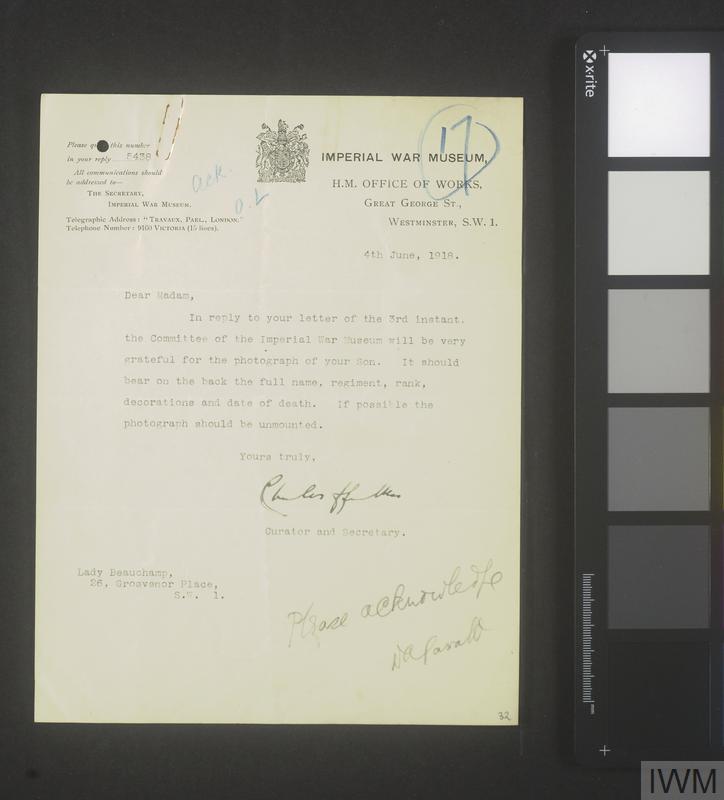 Please quote this number
in your reply 5438
All communications should
be addressed to—
THE SECRETARY,
IMPERIAL WAR MUSEUM.
Telegraphic Address: "TRAVAUX, PARL., LONDON."
Telephone Number: 9160 VICTORIA (15 lines).
ack.
17
IMPERIAL WAR MUSEUM,
H.M. OFFICE OF WORKS,
GREAT GEORGE ST.,
WESTMINSTER, S.W. 1.
4th June, 1918.
Dear Madam,
In reply to your letter of the 3rd instant.
the Committee of the Imperial War Museum will be very
grateful for the photograph of your Son. It should
bear on the back the full name, regiment, rank,
decorations and date of death. If possible the
photograph should be unmounted.
Yours truly,
Charles ffoulkes
Curator and Secretary.
Lady Beauchamp,
26, Grosvenor Place,
S.W. 1.
Please acknowledge
32
x-rite
mm
IWM